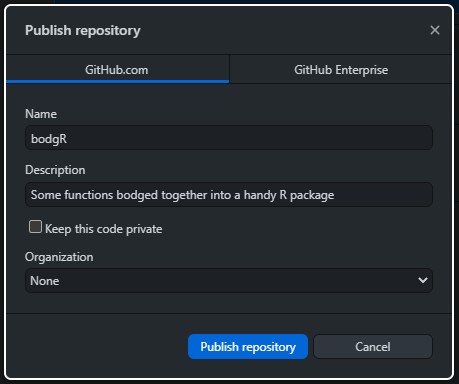 Publish repository
GitHub.com
GitHub Enterprise
Name
bodgR
Description
Some functions bodged together into a handy R package
Keep this code private
Organization
None
Publish repository
Cancel